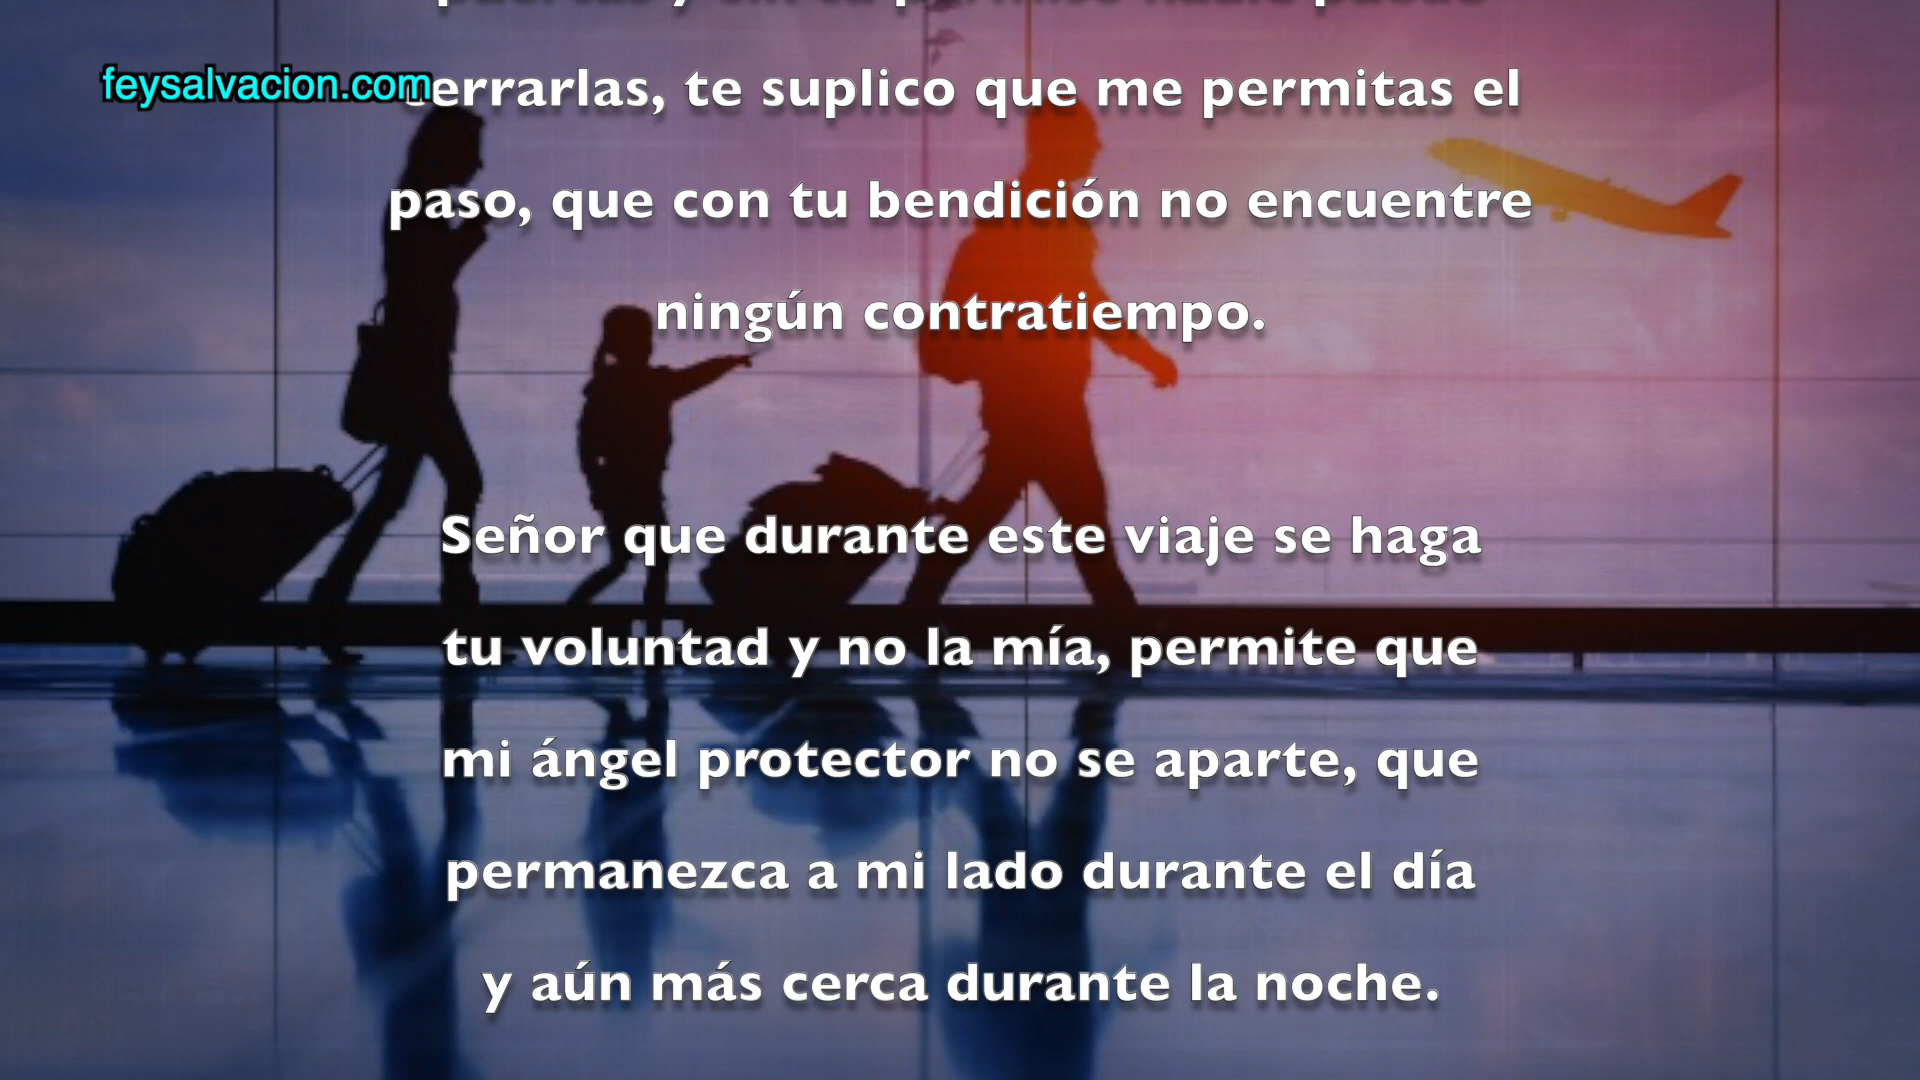 feysalvacion.com
cerrarlas, te suplico que me permitas el
paso, que con tu bendición no encuentre
ningún contratiempo.
Señor que durante este viaje se haga
tu voluntad y no la mía, permite que
mi ángel protector no se aparte, que
permanezca a mi lado durante el día
y aún más cerca durante la noche.